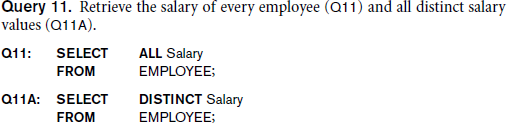 Query 11. Retrieve the salary of every employee (Q11) and all distinct salary
values (Q11A).
Q11: SELECT ALL Salary
FROM EMPLOYEE;
Q11A: SELECT DISTINCT Salary
FROM EMPLOYEE;